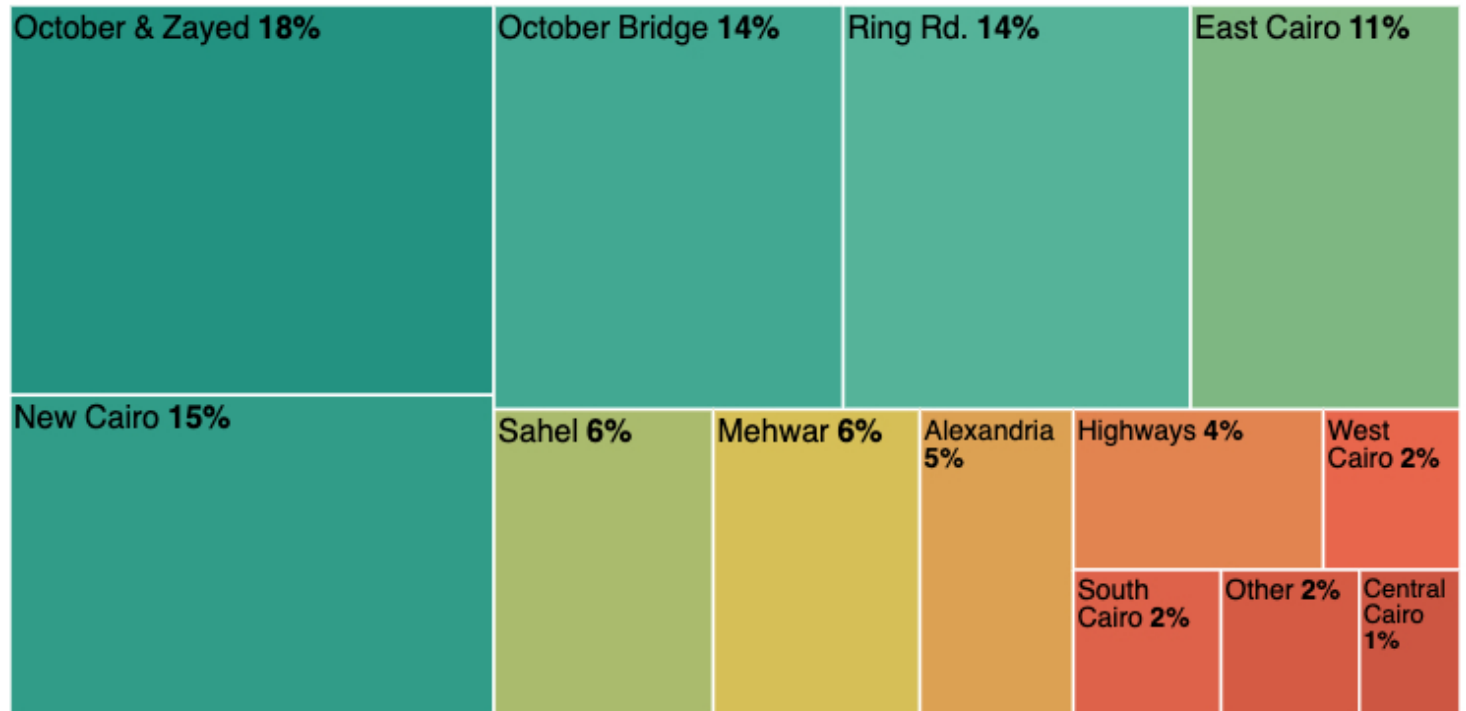 October & Zayed 18%
October Bridge 14%
Ring Rd. 14%
East Cairo 11%
New Cairo 15%
Sahel 6%
Mehwar 6%
Alexandria
5%
Highways 4%
West
Cairo 2%
South
Cairo 2%
Other 2%
Central
Cairo
1%